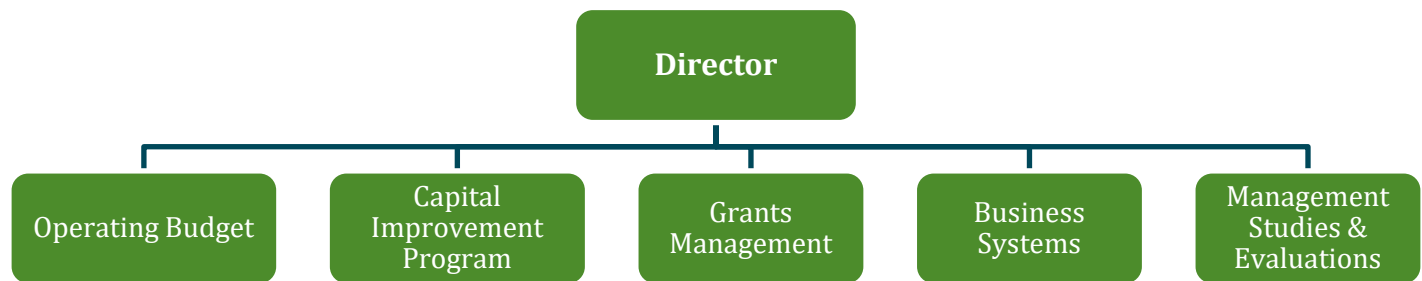 Director
Operating Budget
Capital
Improvement
Program
Grants
Management
Business
Systems
Management
Studies &
Evaluations